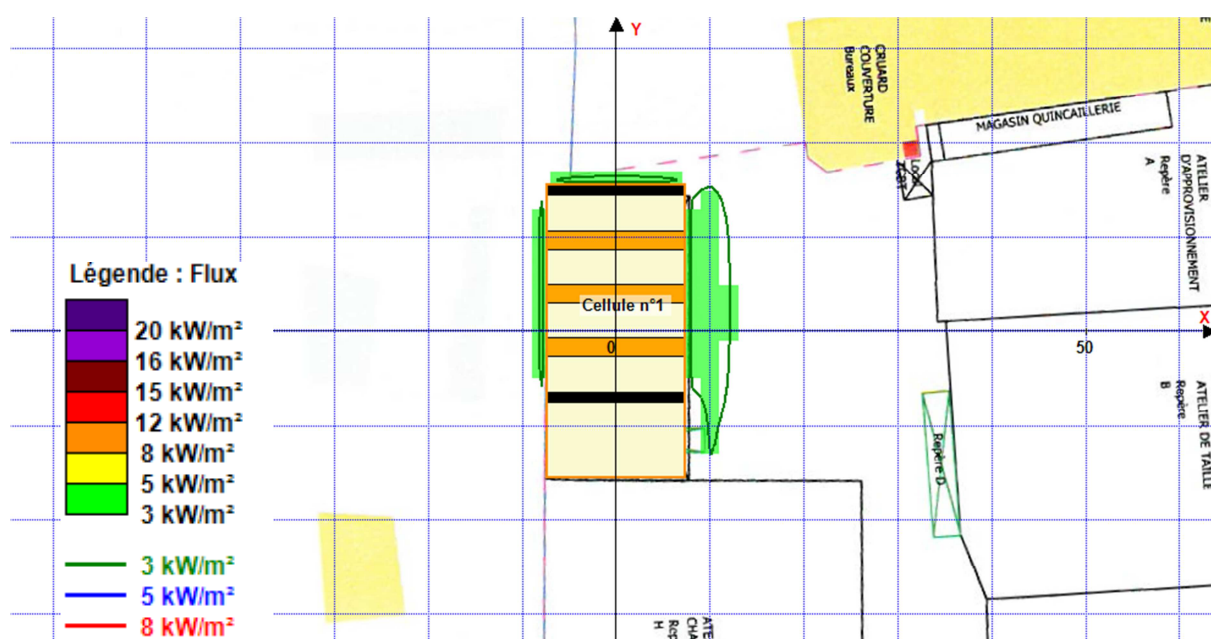 Y
CRUARD
COUVERTURE
Bureaux
MAGASIN QUINCAILLERIE
Local
TGBT
ATELIER
D'APPROVISIONNEMENT
Repère
A
Légende : Flux
20 kW/m²
16 kW/m²
15 kW/m²
12 kW/m²
8 kW/m²
5 kW/m²
3 kW/m²
3 kW/m²
5 kW/m²
8 kW/m²
Cellule n°1
0
50
X
ATELIER DE TAILLE
Repère
B
Repère D
H